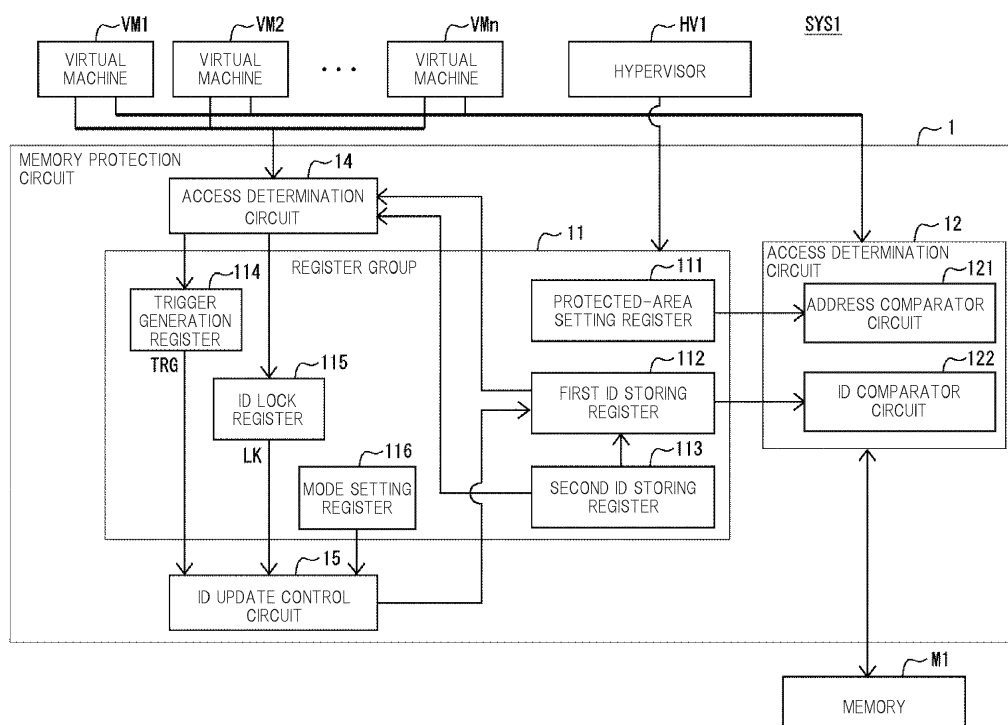 VM1
VM2
VMn
HV1
SYS1
VIRTUAL
MACHINE
VIRTUAL
MACHINE
...
VIRTUAL
MACHINE
HYPERVISOR
1
MEMORY PROTECTION
CIRCUIT
14
ACCESS DETERMINATION
CIRCUIT
11
REGISTER GROUP
12
ACCESS DETERMINATION
CIRCUIT
114
TRIGGER
GENERATION
REGISTER
TRG
111
PROTECTED-AREA
SETTING REGISTER
121
ADDRESS COMPARATOR
CIRCUIT
115
ID LOCK
REGISTER
LK
112
FIRST ID STORING
REGISTER
122
ID COMPARATOR
CIRCUIT
116
MODE SETTING
REGISTER
113
SECOND ID STORING
REGISTER
15
ID UPDATE CONTROL
CIRCUIT
M1
MEMORY